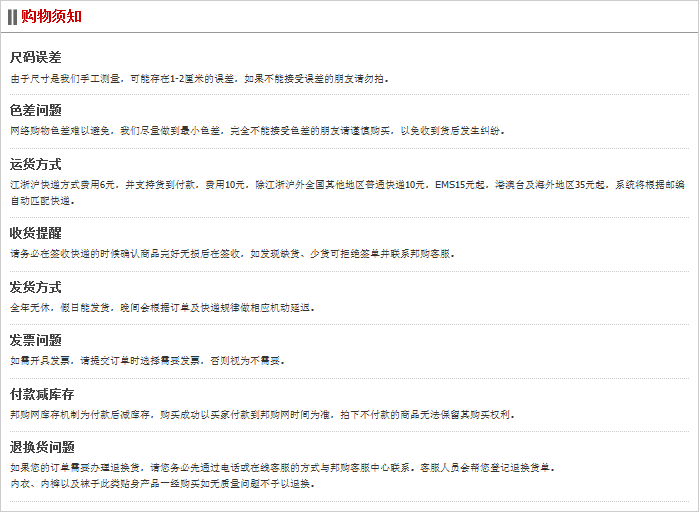 购物须知
尺码误差
由于尺寸是我们手工测量，可能存在1-2厘米的误差，如果不能接受误差的朋友请勿拍。
色差问题
网络购物色差难以避免，我们尽量做到最小色差，完全不能接受色差的朋友请谨慎购买，以免收到货后发生纠纷。
运货方式
江浙沪快递方式费用6元，并支持货到付款，费用10元，除江浙沪外全国其他地区普通快递10元，EMS15元起，港澳台及海外地区35元起，系统将根据邮编
自动匹配快递。
收货提醒
请务必在签收快递的时候确认商品完好无损后在签收，如发现缺货、少货可拒绝签单并联系邦购客服。
发货方式
全年无休，假日能发货，晚间会根据订单及快递规律做相应机动延迟。
发票问题
如需开具发票，请提交订单时选择需要发票，否则视为不需要。
付款减库存
邦购网库存机制为付款后减库存，购买成功以买家付款到邦购网时间为准，拍下不付款的商品无法保留其购买权利。
退换货问题
如果您的订单需要办理退换货，请您务必先通过电话或在线客服的方式与邦购客服中心联系。客服人员会帮您登记退换货单。
内衣、内裤以及袜子此类贴身产品一经购买如无质量问题不予以退换。